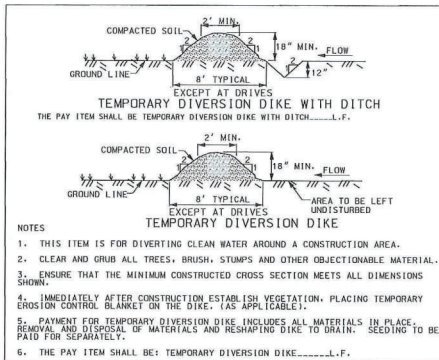 2' MIN.
COMPACTED SOIL
2
1
2
1
18" MIN.
FLOW
GROUND LINE
2
1
12"
8' TYPICAL
EXCEPT AT DRIVES
TEMPORARY DIVERSION DIKE WITH DITCH
THE PAY ITEM SHALL BE TEMPORARY DIVERSION DIKE WITH DITCH_____L.F.
2' MIN.
COMPACTED SOIL
2
1
2
1
18" MIN.
FLOW
GROUND LINE
8' TYPICAL
AREA TO BE LEFT
UNDISTURBED
EXCEPT AT DRIVES
TEMPORARY DIVERSION DIKE
NOTES
1. THIS ITEM IS FOR DIVERTING CLEAN WATER AROUND A CONSTRUCTION AREA.
2. CLEAR AND GRUB ALL TREES, BRUSH, STUMPS AND OTHER OBJECTIONABLE MATERIAL.
3. ENSURE THAT THE MINIMUM CONSTRUCTED CROSS SECTION MEETS ALL DIMENSIONS
SHOWN.
4. IMMEDIATELY AFTER CONSTRUCTION ESTABLISH VEGETATION, PLACING TEMPORARY
EROSION CONTROL BLANKET ON THE DIKE. (AS APPLICABLE).
5. PAYMENT FOR TEMPORARY DIVERSION DIKE INCLUDES ALL MATERIALS IN PLACE,
REMOVAL AND DISPOSAL OF MATERIALS AND RESHAPING DIKE TO DRAIN. SEEDING TO BE
PAID FOR SEPARATELY.
6. THE PAY ITEM SHALL BE: TEMPORARY DIVERSION DIKE______L.F.